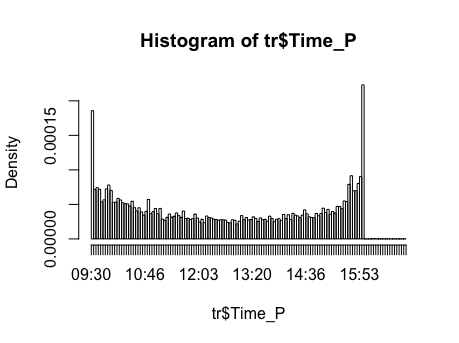 Histogram of tr$Time_P
Density
0.00015
0.00000
09:30 10:46 12:03 13:20 14:36 15:53
tr$Time_P